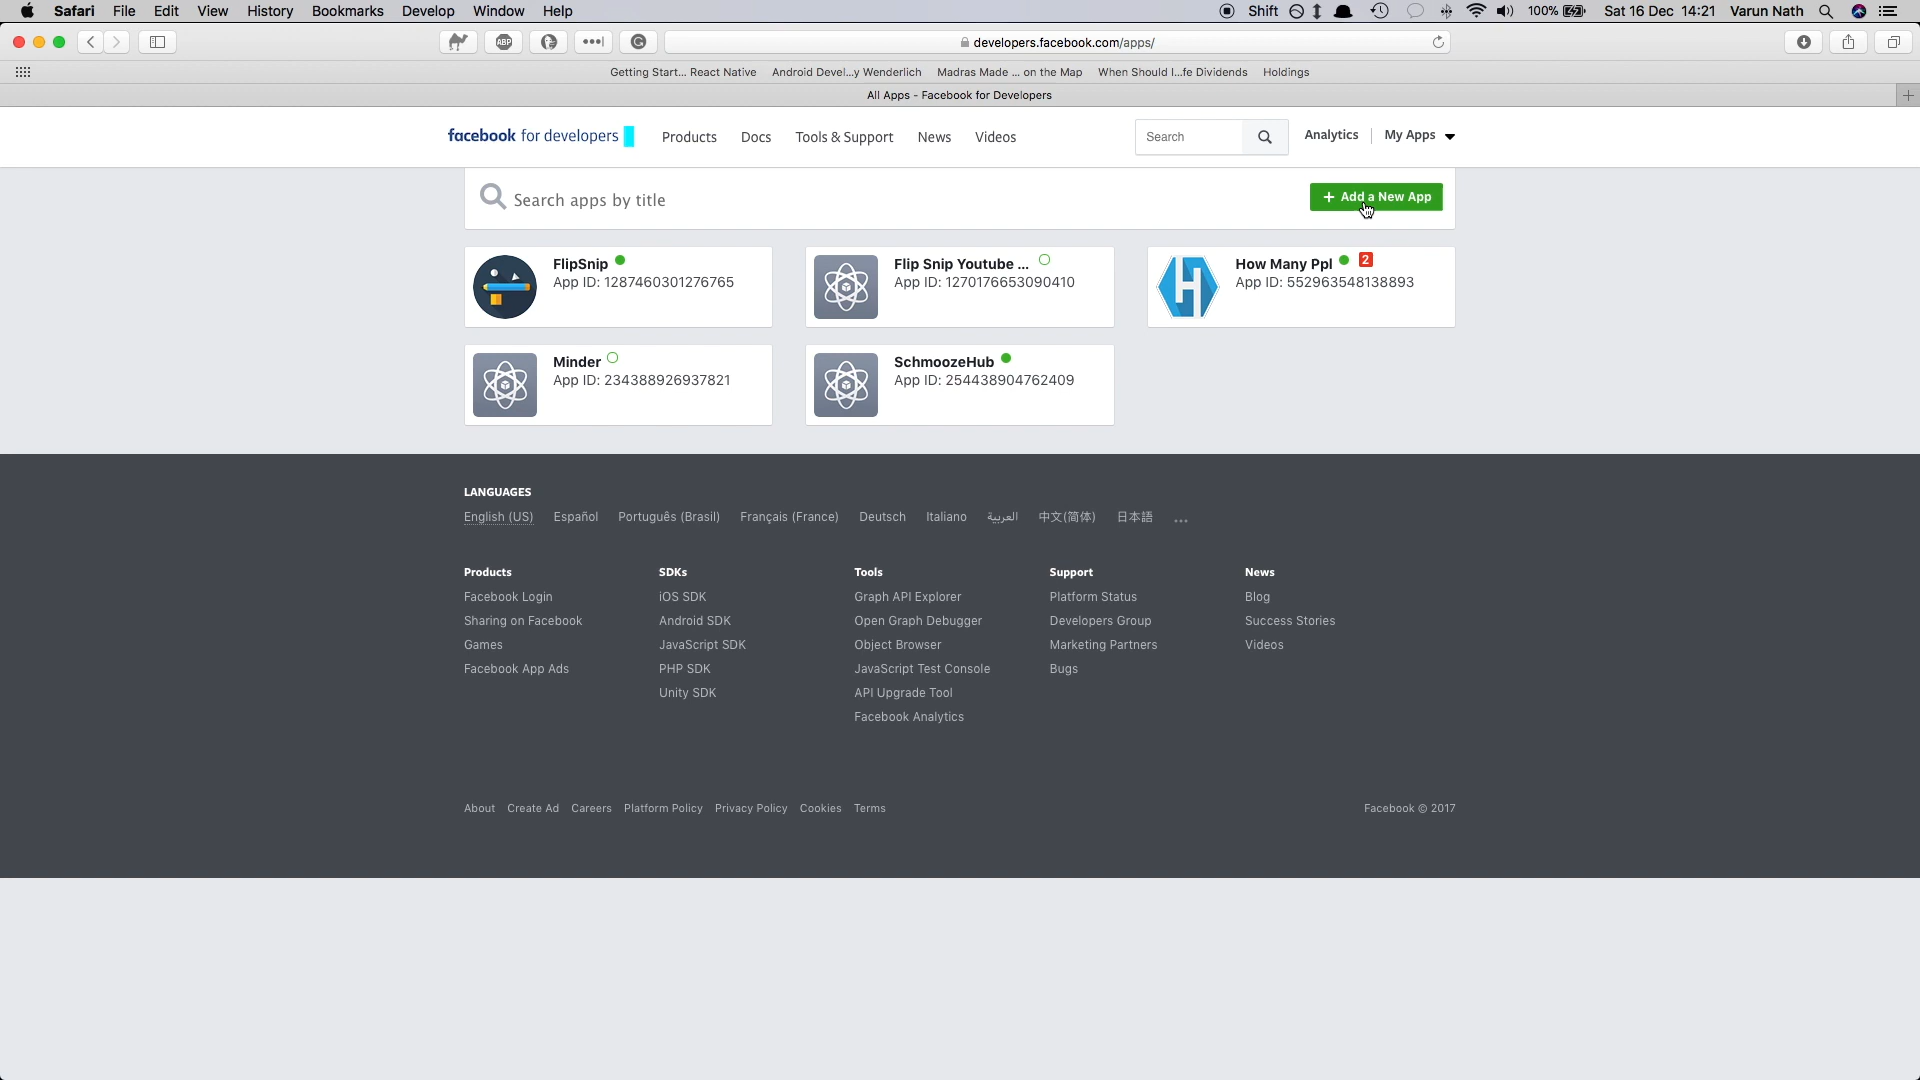 Safari File Edit View History Bookmarks Develop Window Help Shift 100% Sat 16 Dec 14:21 Varun Nath
ABP developers.facebook.com/apps/
Getting Start... React Native Android Devel...y Wenderlich Madras Made ... on the Map When Should I...fe Dividends Holdings
All Apps - Facebook for Developers
facebook for developers Products Docs Tools & Support News Videos Search Analytics My Apps
Search apps by title + Add a New App
FlipSnip
App ID: 1287460301276765
Flip Snip Youtube ...
App ID: 1270176653090410
How Many Ppl 2
App ID: 552963548138893
Minder
App ID: 234388926937821
SchmoozeHub
App ID: 254438904762409
LANGUAGES
English (US) Español Português (Brasil) Français (France) Deutsch Italiano العربية 中文(简体) 日本語 ...
Products
Facebook Login
Sharing on Facebook
Games
Facebook App Ads
SDKs
iOS SDK
Android SDK
JavaScript SDK
PHP SDK
Unity SDK
Tools
Graph API Explorer
Open Graph Debugger
Object Browser
JavaScript Test Console
API Upgrade Tool
Facebook Analytics
Support
Platform Status
Developers Group
Marketing Partners
Bugs
News
Blog
Success Stories
Videos
About Create Ad Careers Platform Policy Privacy Policy Cookies Terms Facebook © 2017